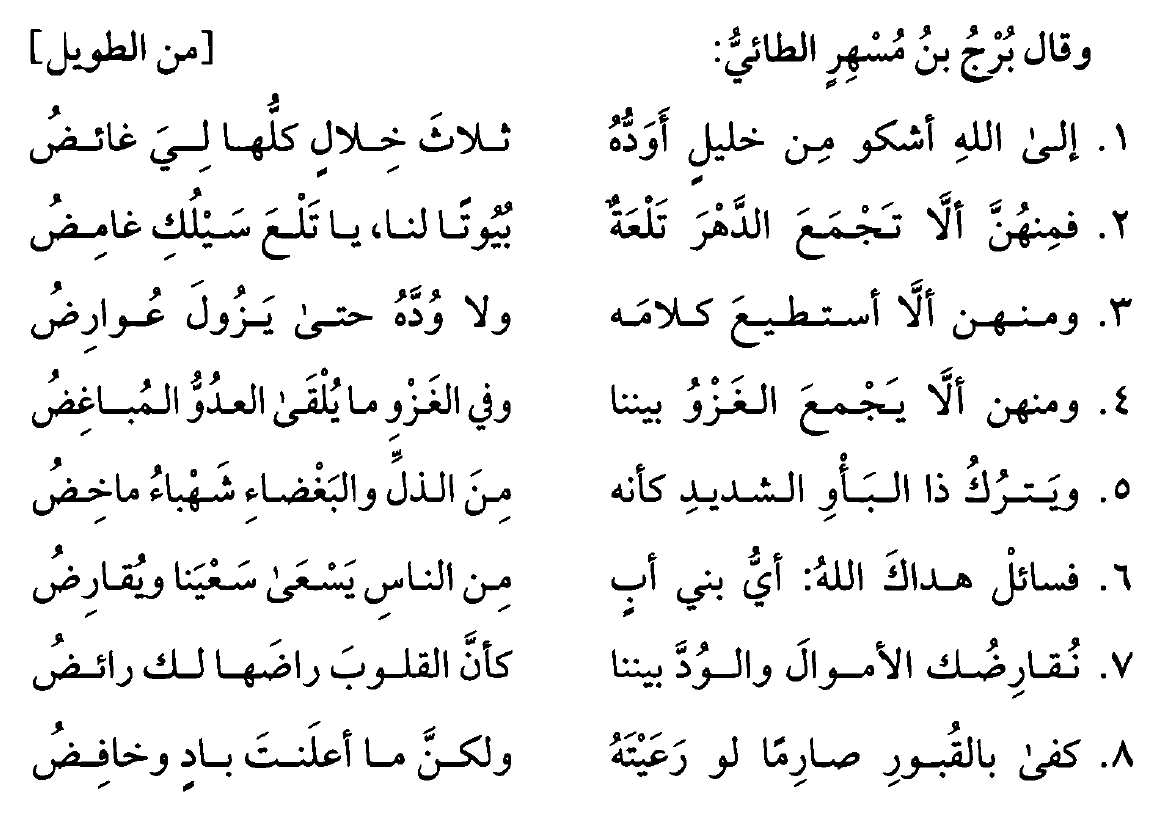 وقال بُرْجُ بنُ مُسْهِرٍ الطائيُّ: [من الطويل]
١. إلىٰ اللهِ أشكو مِن خليلٍ أَوَدُّهُ ثلاثَ خِلالٍ كلُّها لِيَ غائضُ
٢. فمِنهُنَّ ألَّا تَجْمَعَ الدَّهْرَ تَلْعَةٌ بُيُوتًا لنا، يا تَلْعَ سَيْلُكِ غامِضُ
٣. ومنهن ألَّا أستطيعَ كلامَه ولا وُدَّهُ حتىٰ يَزُولَ عُوارِضُ
٤. ومنهن ألَّا يَجْمعَ الغَزْوُ بيننا وفي الغَزْوِ ما يُلْقَىٰ العدُوُّ المُباغِضُ
٥. ويَترُكُ ذا البَأْوِ الشديدِ كأنه مِنَ الذلِّ والبَغْضاءِ شَهْباءُ ماخِضُ
٦. فسائلْ هداكَ اللهُ: أيُّ بني أبٍ مِن الناسِ يَسْعَىٰ سَعْيَنا ويُقارِضُ
٧. نُقارِضُك الأموالَ والوُدَّ بيننا كأنَّ القلوبَ راضَها لك رائضُ
٨. كفىٰ بالقُبورِ صارِمًا لو رَعَيْتَهُ ولكنَّ ما أعلَنتَ بادٍ وخافِضُ